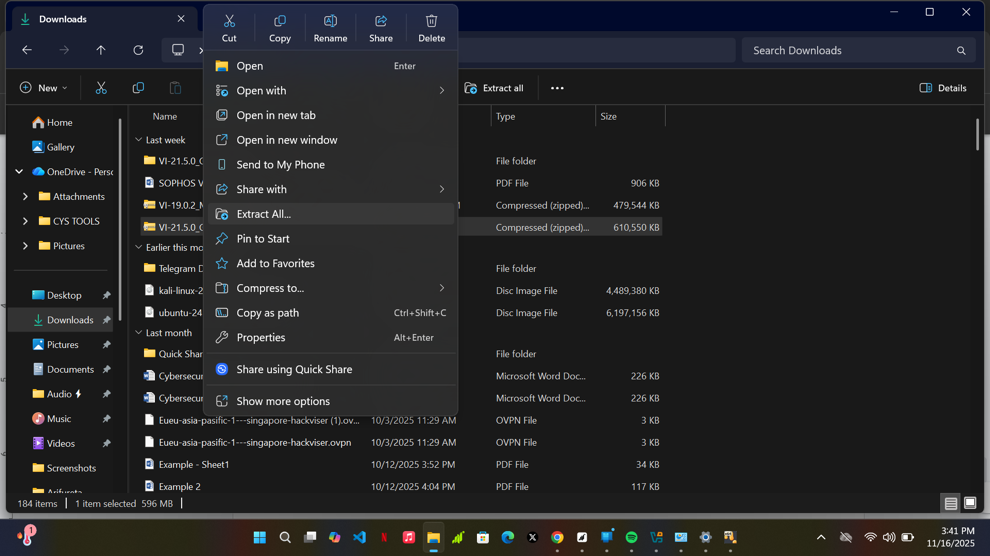 Downloads
Cut
Copy
Rename
Share
Delete
Search Downloads
New
Extract all
Details
Open Enter
Open with
Open in new tab
Open in new window
Send to My Phone
Share with
Extract All...
Pin to Start
Add to Favorites
Compress to...
Copy as path Ctrl+Shift+C
Properties Alt+Enter
Share using Quick Share
Show more options
Home
Gallery
OneDrive - Pers
Attachments
CYS TOOLS
Pictures
Desktop
Downloads
Pictures
Documents
Audio
Music
Videos
Screenshots
Name Type Size
Last week
VI-21.5.0_ File folder
SOPHOS V PDF File 906 KB
VI-19.0.2_ Compressed (zipped)... 479,544 KB
VI-21.5.0_ Compressed (zipped)... 610,550 KB
Earlier this mo
Telegram D File folder
kali-linux-2 Disc Image File 4,489,380 KB
ubuntu-24 Disc Image File 6,197,156 KB
Last month
Quick Shar File folder
Cybersecur Microsoft Word Doc... 226 KB
Cybersecur Microsoft Word Doc... 226 KB
Eueu-asia-pasific-1---singapore-hackviser (1).ov... 10/3/2025 11:29 AM OVPN File 3 KB
Eueu-asia-pasific-1---singapore-hackviser.ovpn 10/3/2025 11:29 AM OVPN File 3 KB
Example - Sheet1 10/12/2025 3:52 PM PDF File 34 KB
Example 2 10/12/2025 4:04 PM PDF File 117 KB
184 items 1 item selected 596 MB
1
3:41 PM
11/16/2025